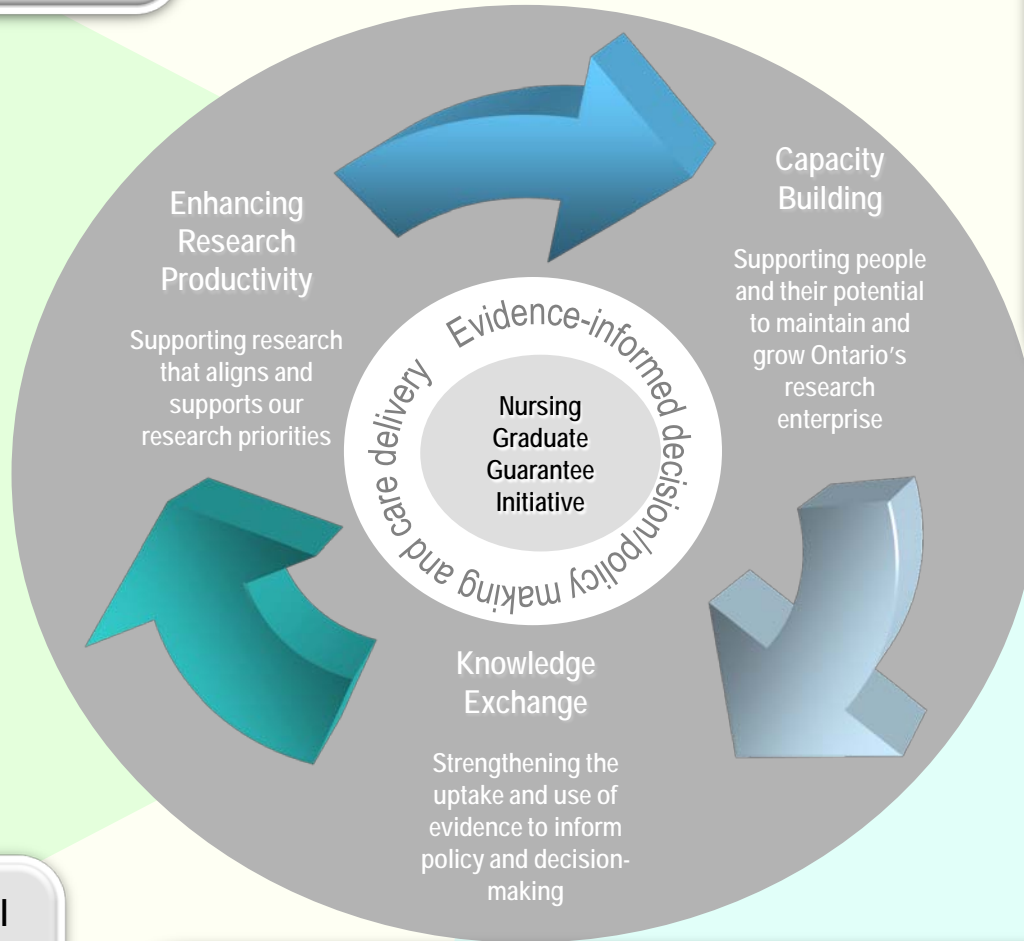 Enhancing
Research
Productivity
Supporting research
that aligns and
supports our
research priorities
Capacity
Building
Supporting people
and their potential
to maintain and
grow Ontario's
research
enterprise
Evidence-informed decision/policy making and care delivery
Nursing
Graduate
Guarantee
Initiative
Knowledge
Exchange
Strengthening the
uptake and use of
evidence to inform
policy and decision-
making